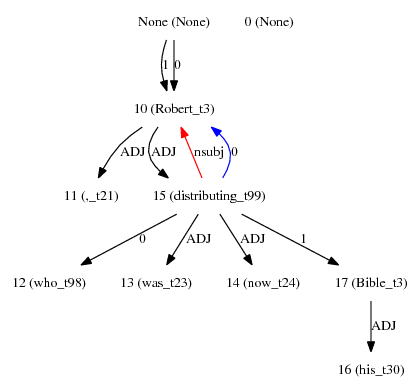 None (None) 0 (None)
1 0
10 (Robert_t3)
ADJ ADJ nsubj 0
11 (,_t21) 15 (distributing_t99)
0 ADJ ADJ 1
12 (who_t98) 13 (was_t23) 14 (now_t24) 17 (Bible_t3)
ADJ
16 (his_t30)